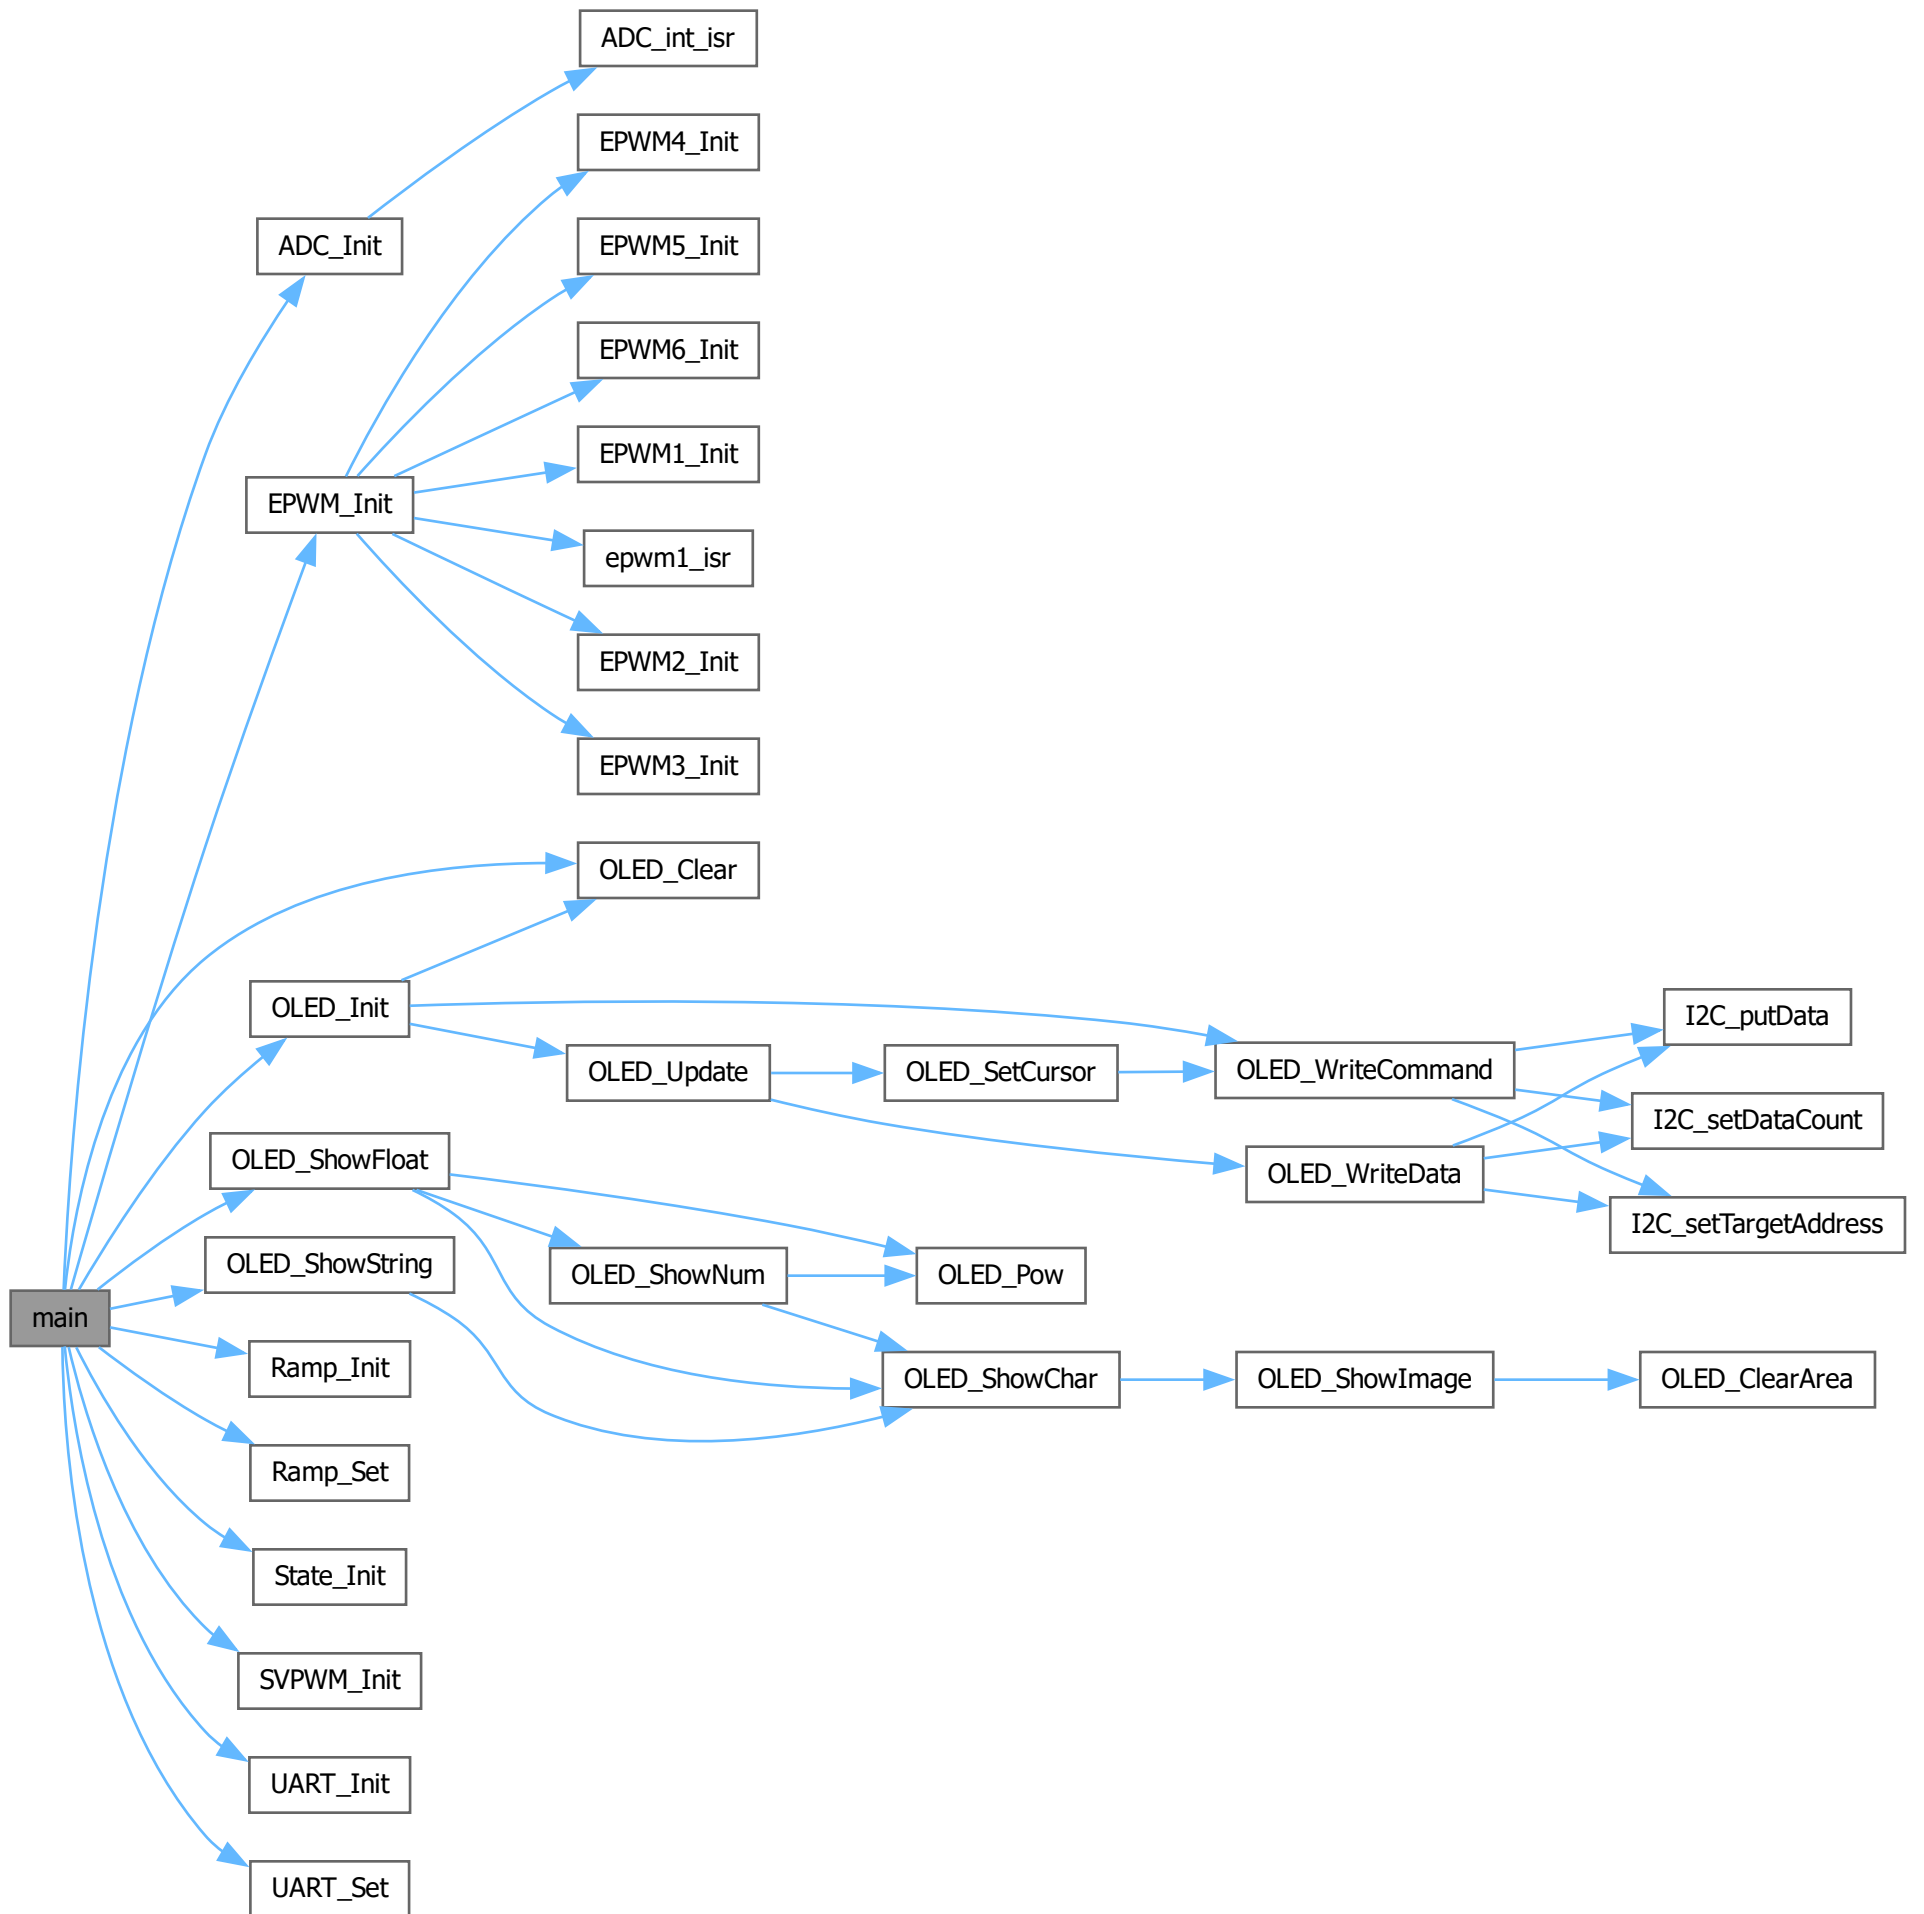 ADC_int_isr
EPWM4_Init
ADC_Init
EPWM5_Init
EPWM6_Init
EPWM1_Init
EPWM_Init
epwm1_isr
EPWM2_Init
EPWM3_Init
OLED_Clear
OLED_Init
I2C_putData
OLED_Update
OLED_SetCursor
OLED_WriteCommand
I2C_setDataCount
OLED_ShowFloat
OLED_WriteData
I2C_setTargetAddress
OLED_ShowString
OLED_ShowNum
OLED_Pow
main
Ramp_Init
OLED_ShowChar
OLED_ShowImage
OLED_ClearArea
Ramp_Set
State_Init
SVPWM_Init
UART_Init
UART_Set